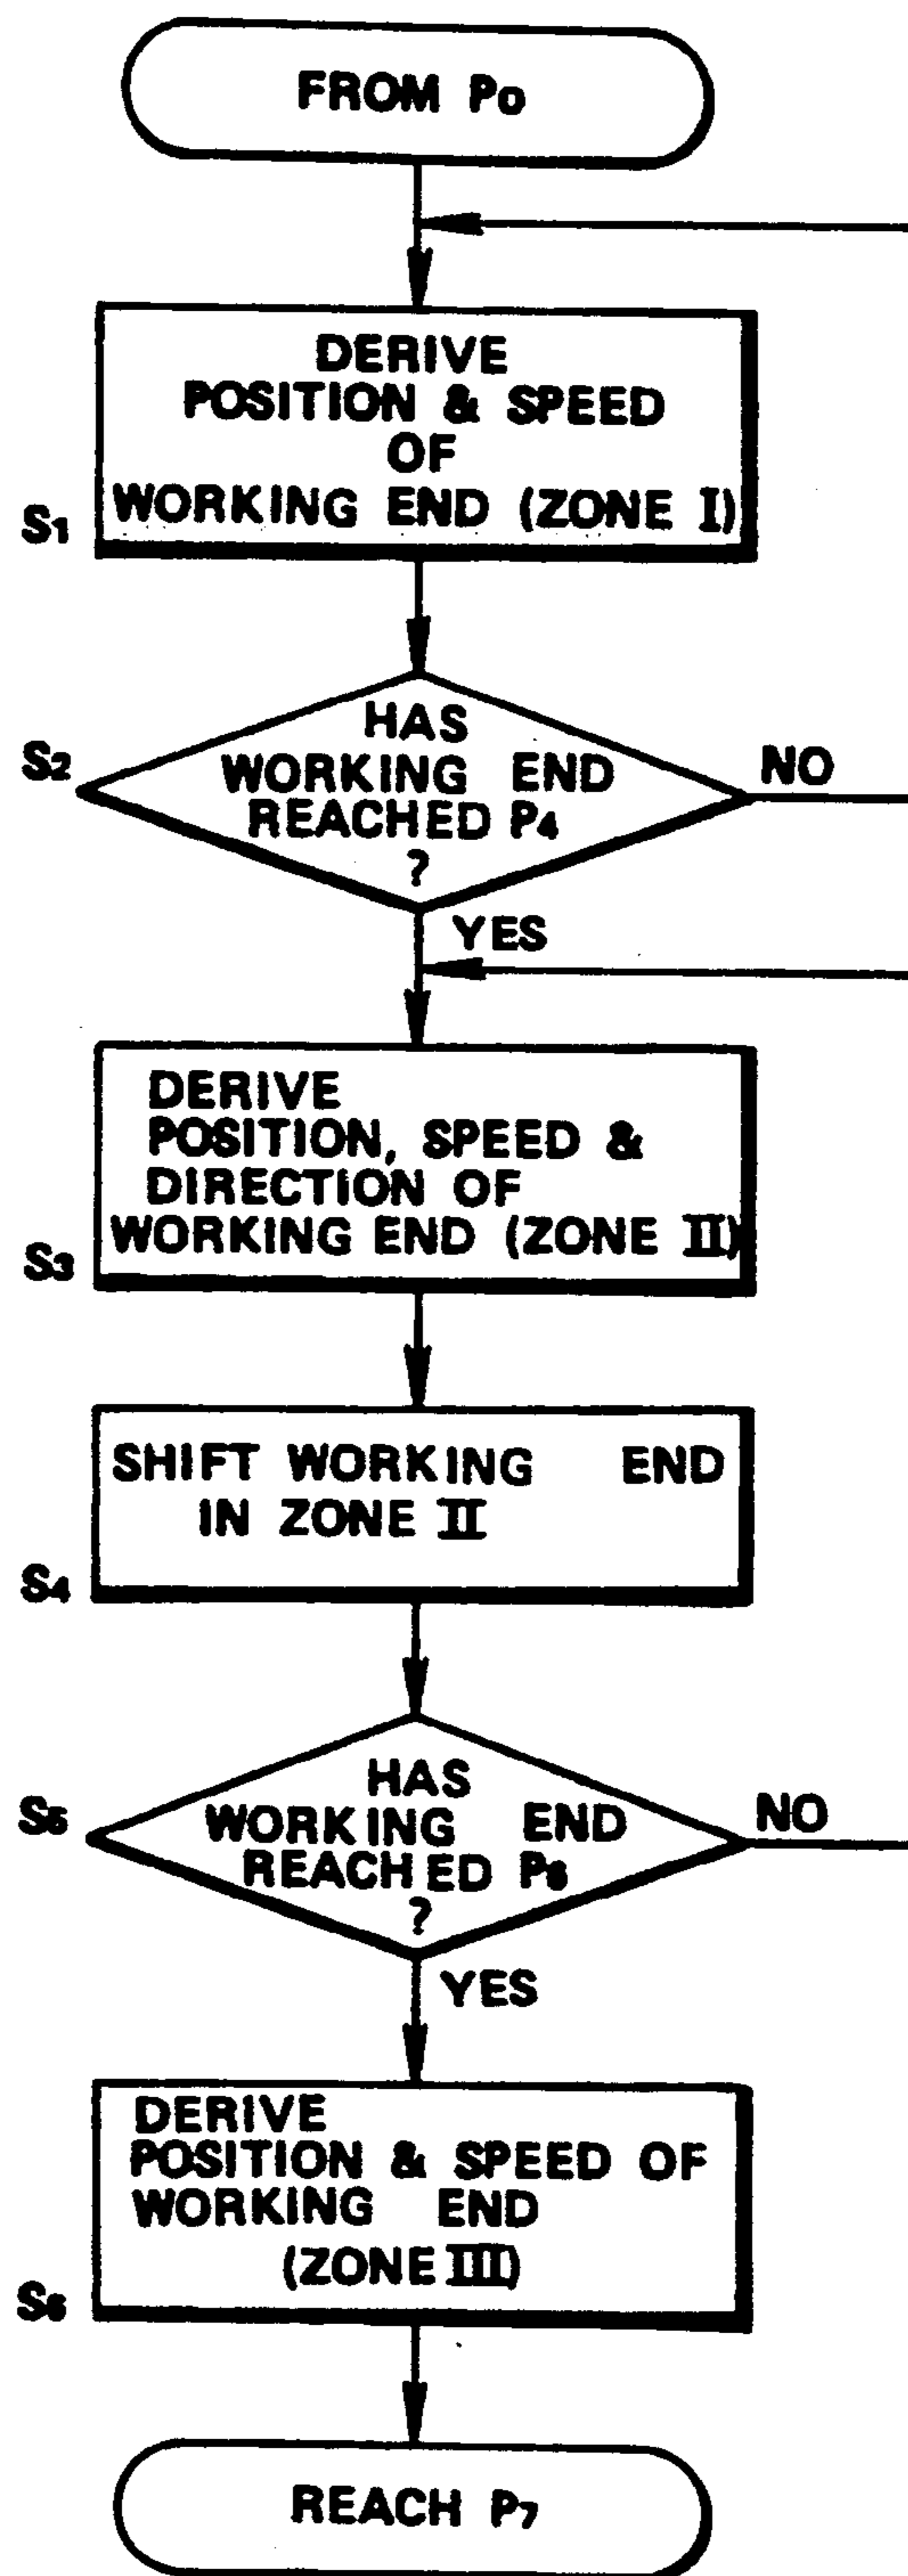 FROM P0
DERIVE
POSITION & SPEED
OF
WORKING END (ZONE I)
S1
HAS
WORKING END
REACHED P4
?
S2
NO
YES
DERIVE
POSITION, SPEED &
DIRECTION OF
WORKING END (ZONE II)
S3
SHIFT WORKING END
IN ZONE II
S4
HAS
WORKING END
REACHED P6
?
S5
NO
YES
DERIVE
POSITION & SPEED OF
WORKING END
(ZONE III)
S6
REACH P7